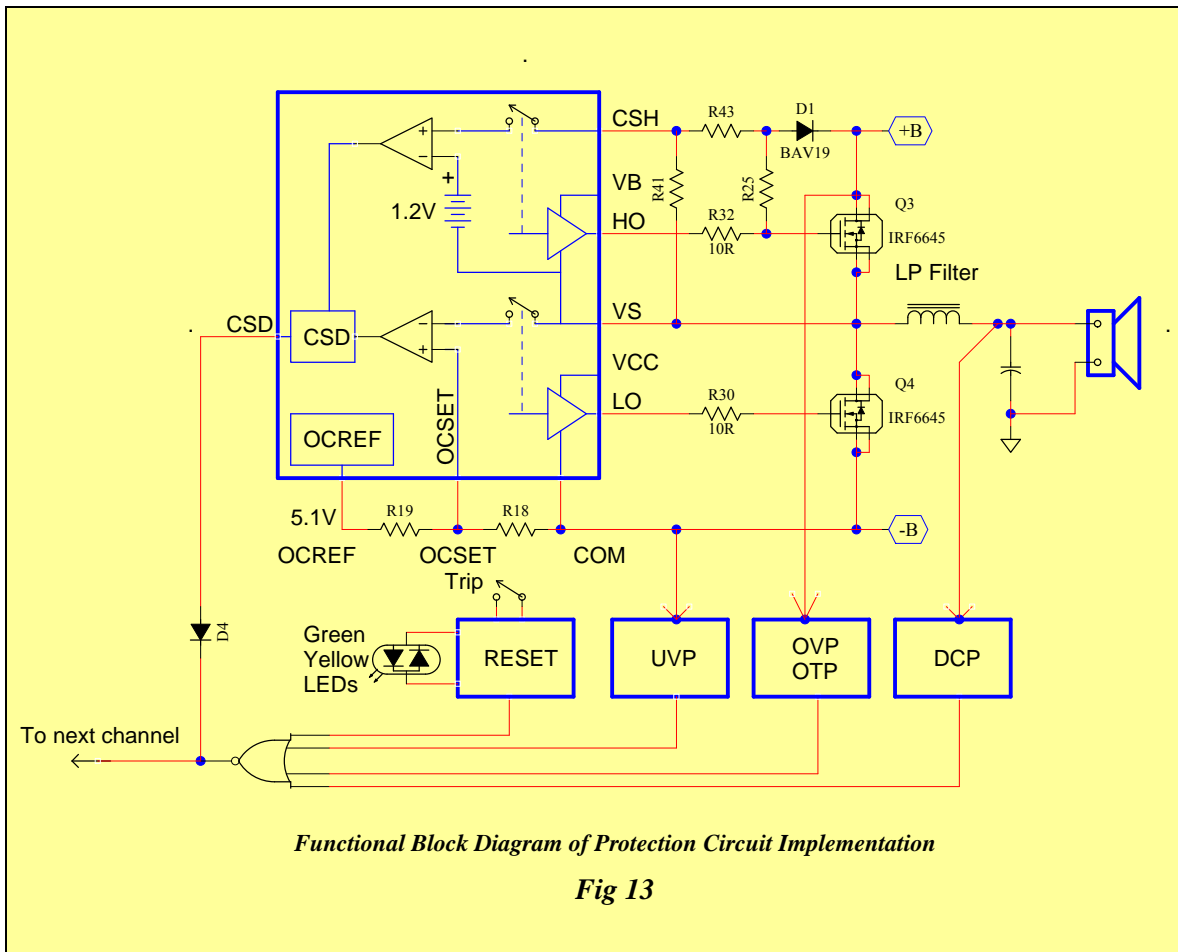 CSH
R43
D1
BAV19
+B
VB
R41
R25
1.2V
+
HO
R32
10R
Q3
IRF6645
LP Filter
CSD
CSD
VS
VCC
LO
R30
10R
Q4
IRF6645
OCREF
OCSET
5.1V
R19
R18
-B
OCREF
OCSET
Trip
COM
Green
Yellow
LEDs
RESET
UVP
OVP
OTP
DCP
D4
To next channel
Functional Block Diagram of Protection Circuit Implementation
Fig 13